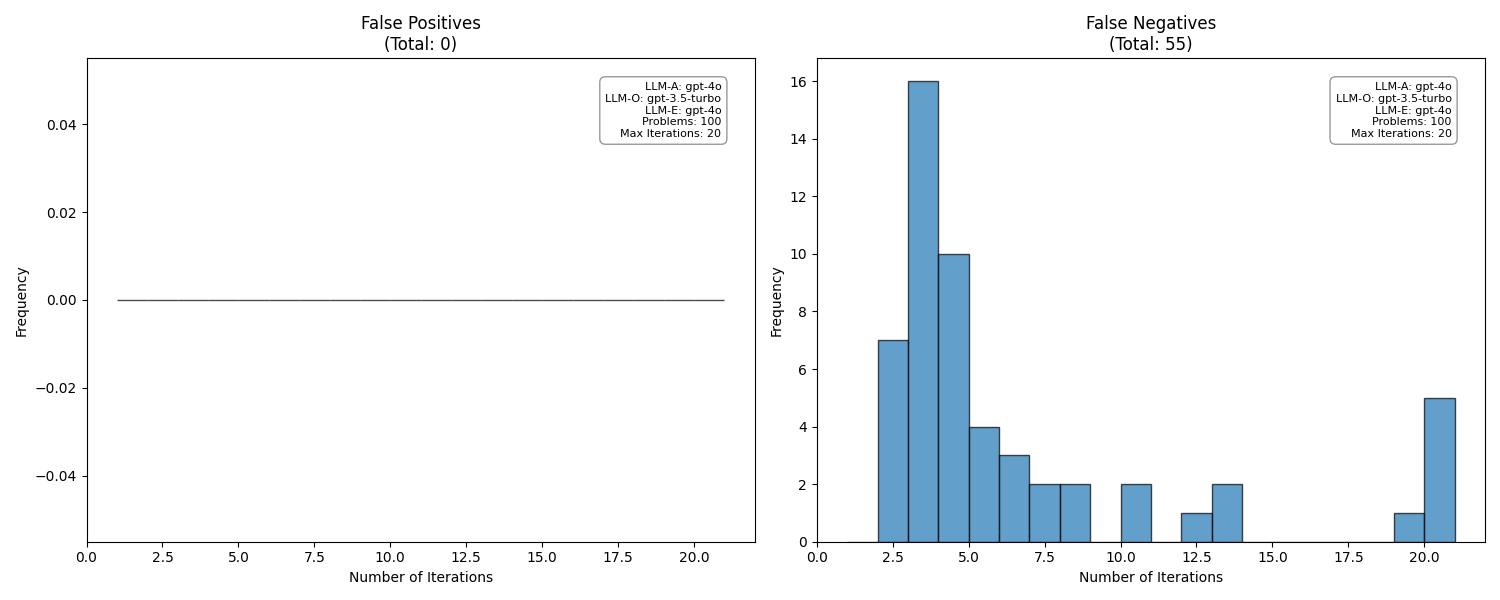 False Positives
(Total: 0)
LLM-A: gpt-4o
LLM-O: gpt-3.5-turbo
LLM-E: gpt-4o
Problems: 100
Max Iterations: 20
Frequency
0.04
0.02
0.00
−0.02
−0.04
0.0 2.5 5.0 7.5 10.0 12.5 15.0 17.5 20.0
Number of Iterations
False Negatives
(Total: 55)
LLM-A: gpt-4o
LLM-O: gpt-3.5-turbo
LLM-E: gpt-4o
Problems: 100
Max Iterations: 20
Frequency
16
14
12
10
8
6
4
2
0
0.0 2.5 5.0 7.5 10.0 12.5 15.0 17.5 20.0
Number of Iterations